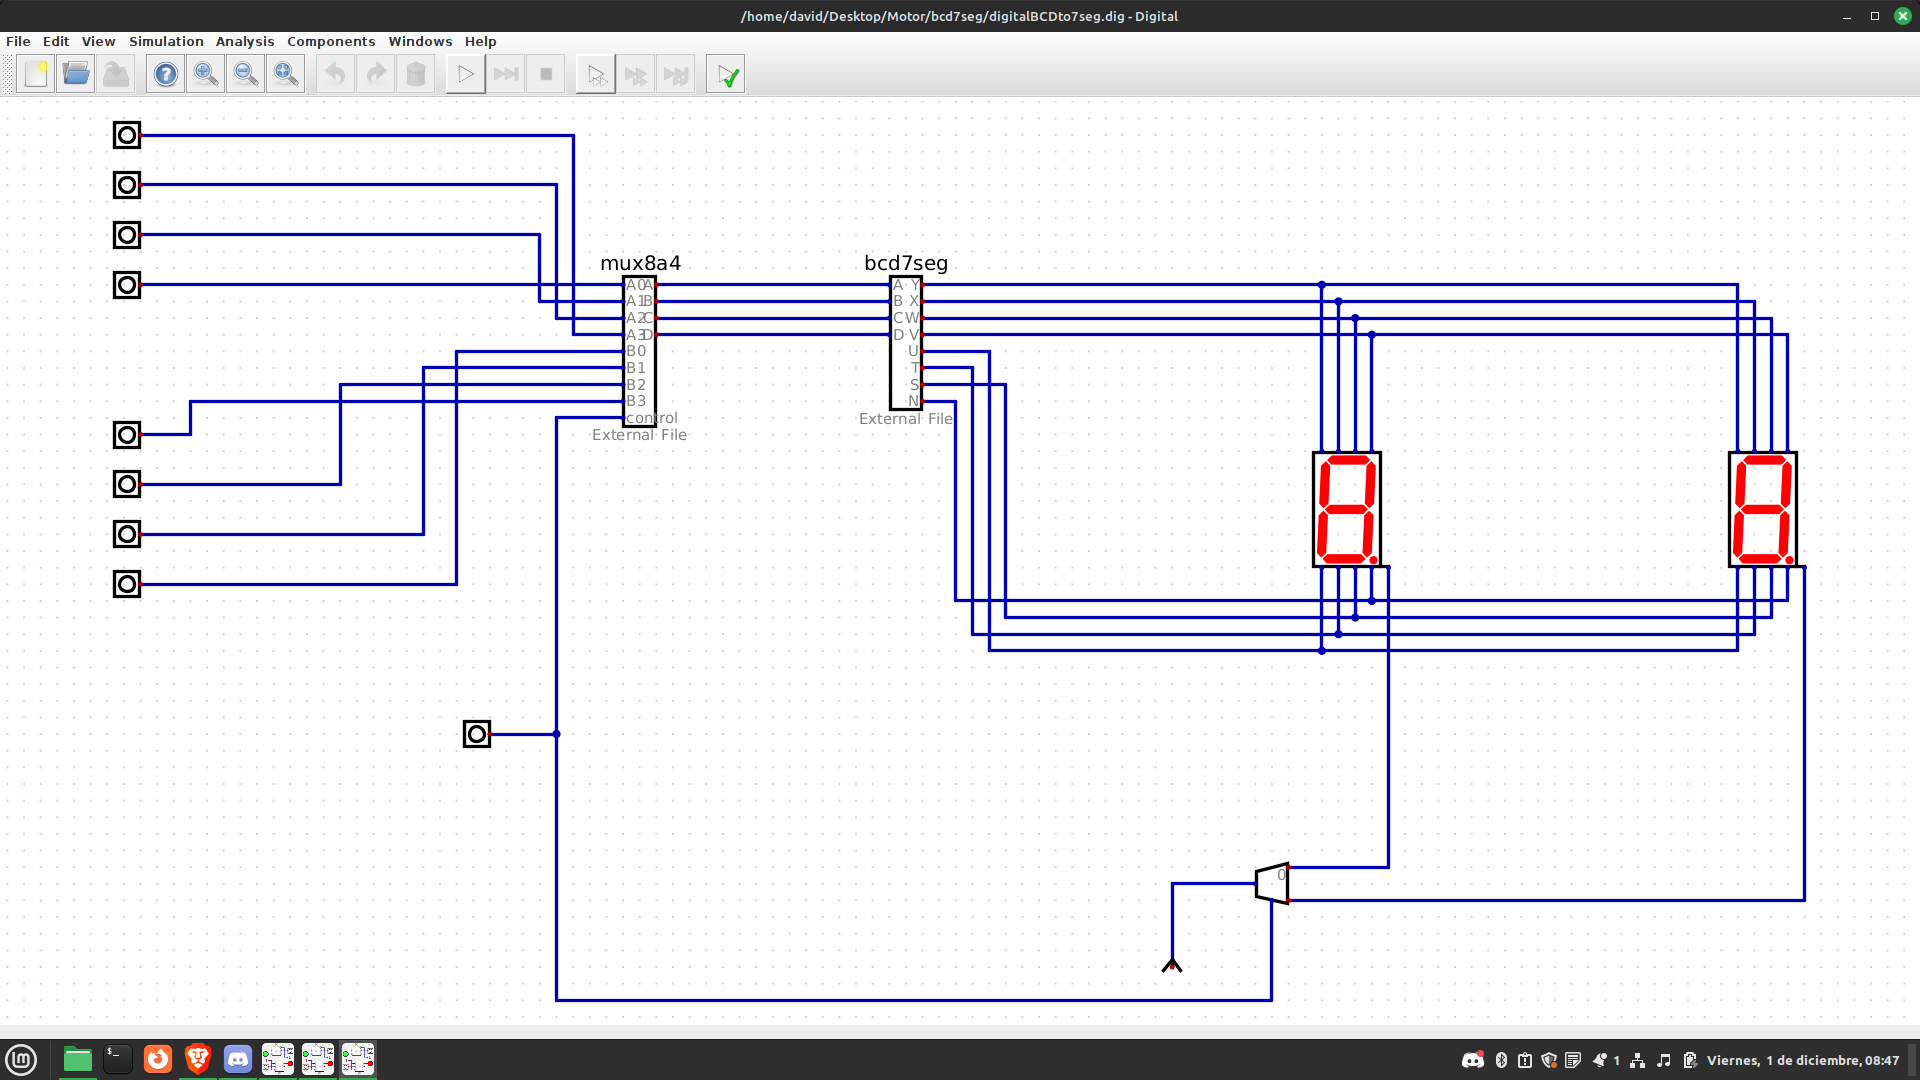 /home/david/Desktop/Motor/bcd7seg/digitalBCDto7seg.dig - Digital
File Edit View Simulation Analysis Components Windows Help
mux8a4
A0 A
A1 B
A2 C
A3 D
B0
B1
B2
B3
control
External File
bcd7seg
A Y
B X
C W
D V
U
T
S
N
External File
0
1 Viernes, 1 de diciembre, 08:47